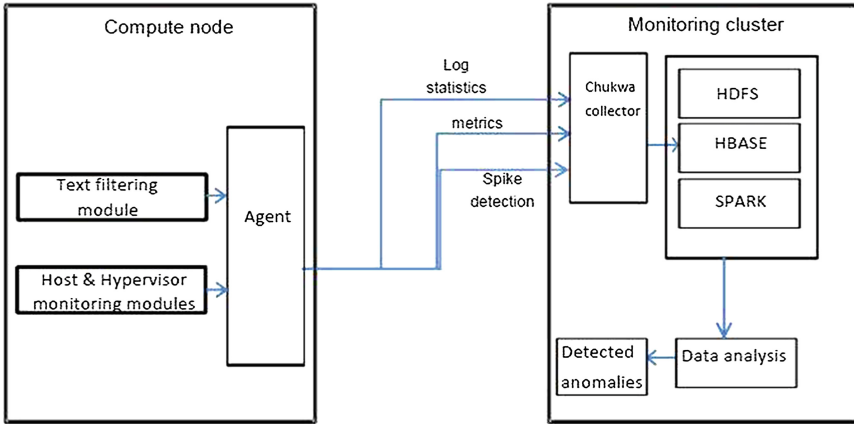 Compute node
Text filtering
module
Host & Hypervisor
monitoring modules
Agent
Log
statistics
metrics
Spike
detection
Monitoring cluster
Chukwa
collector
HDFS
HBASE
SPARK
Data analysis
Detected
anomalies